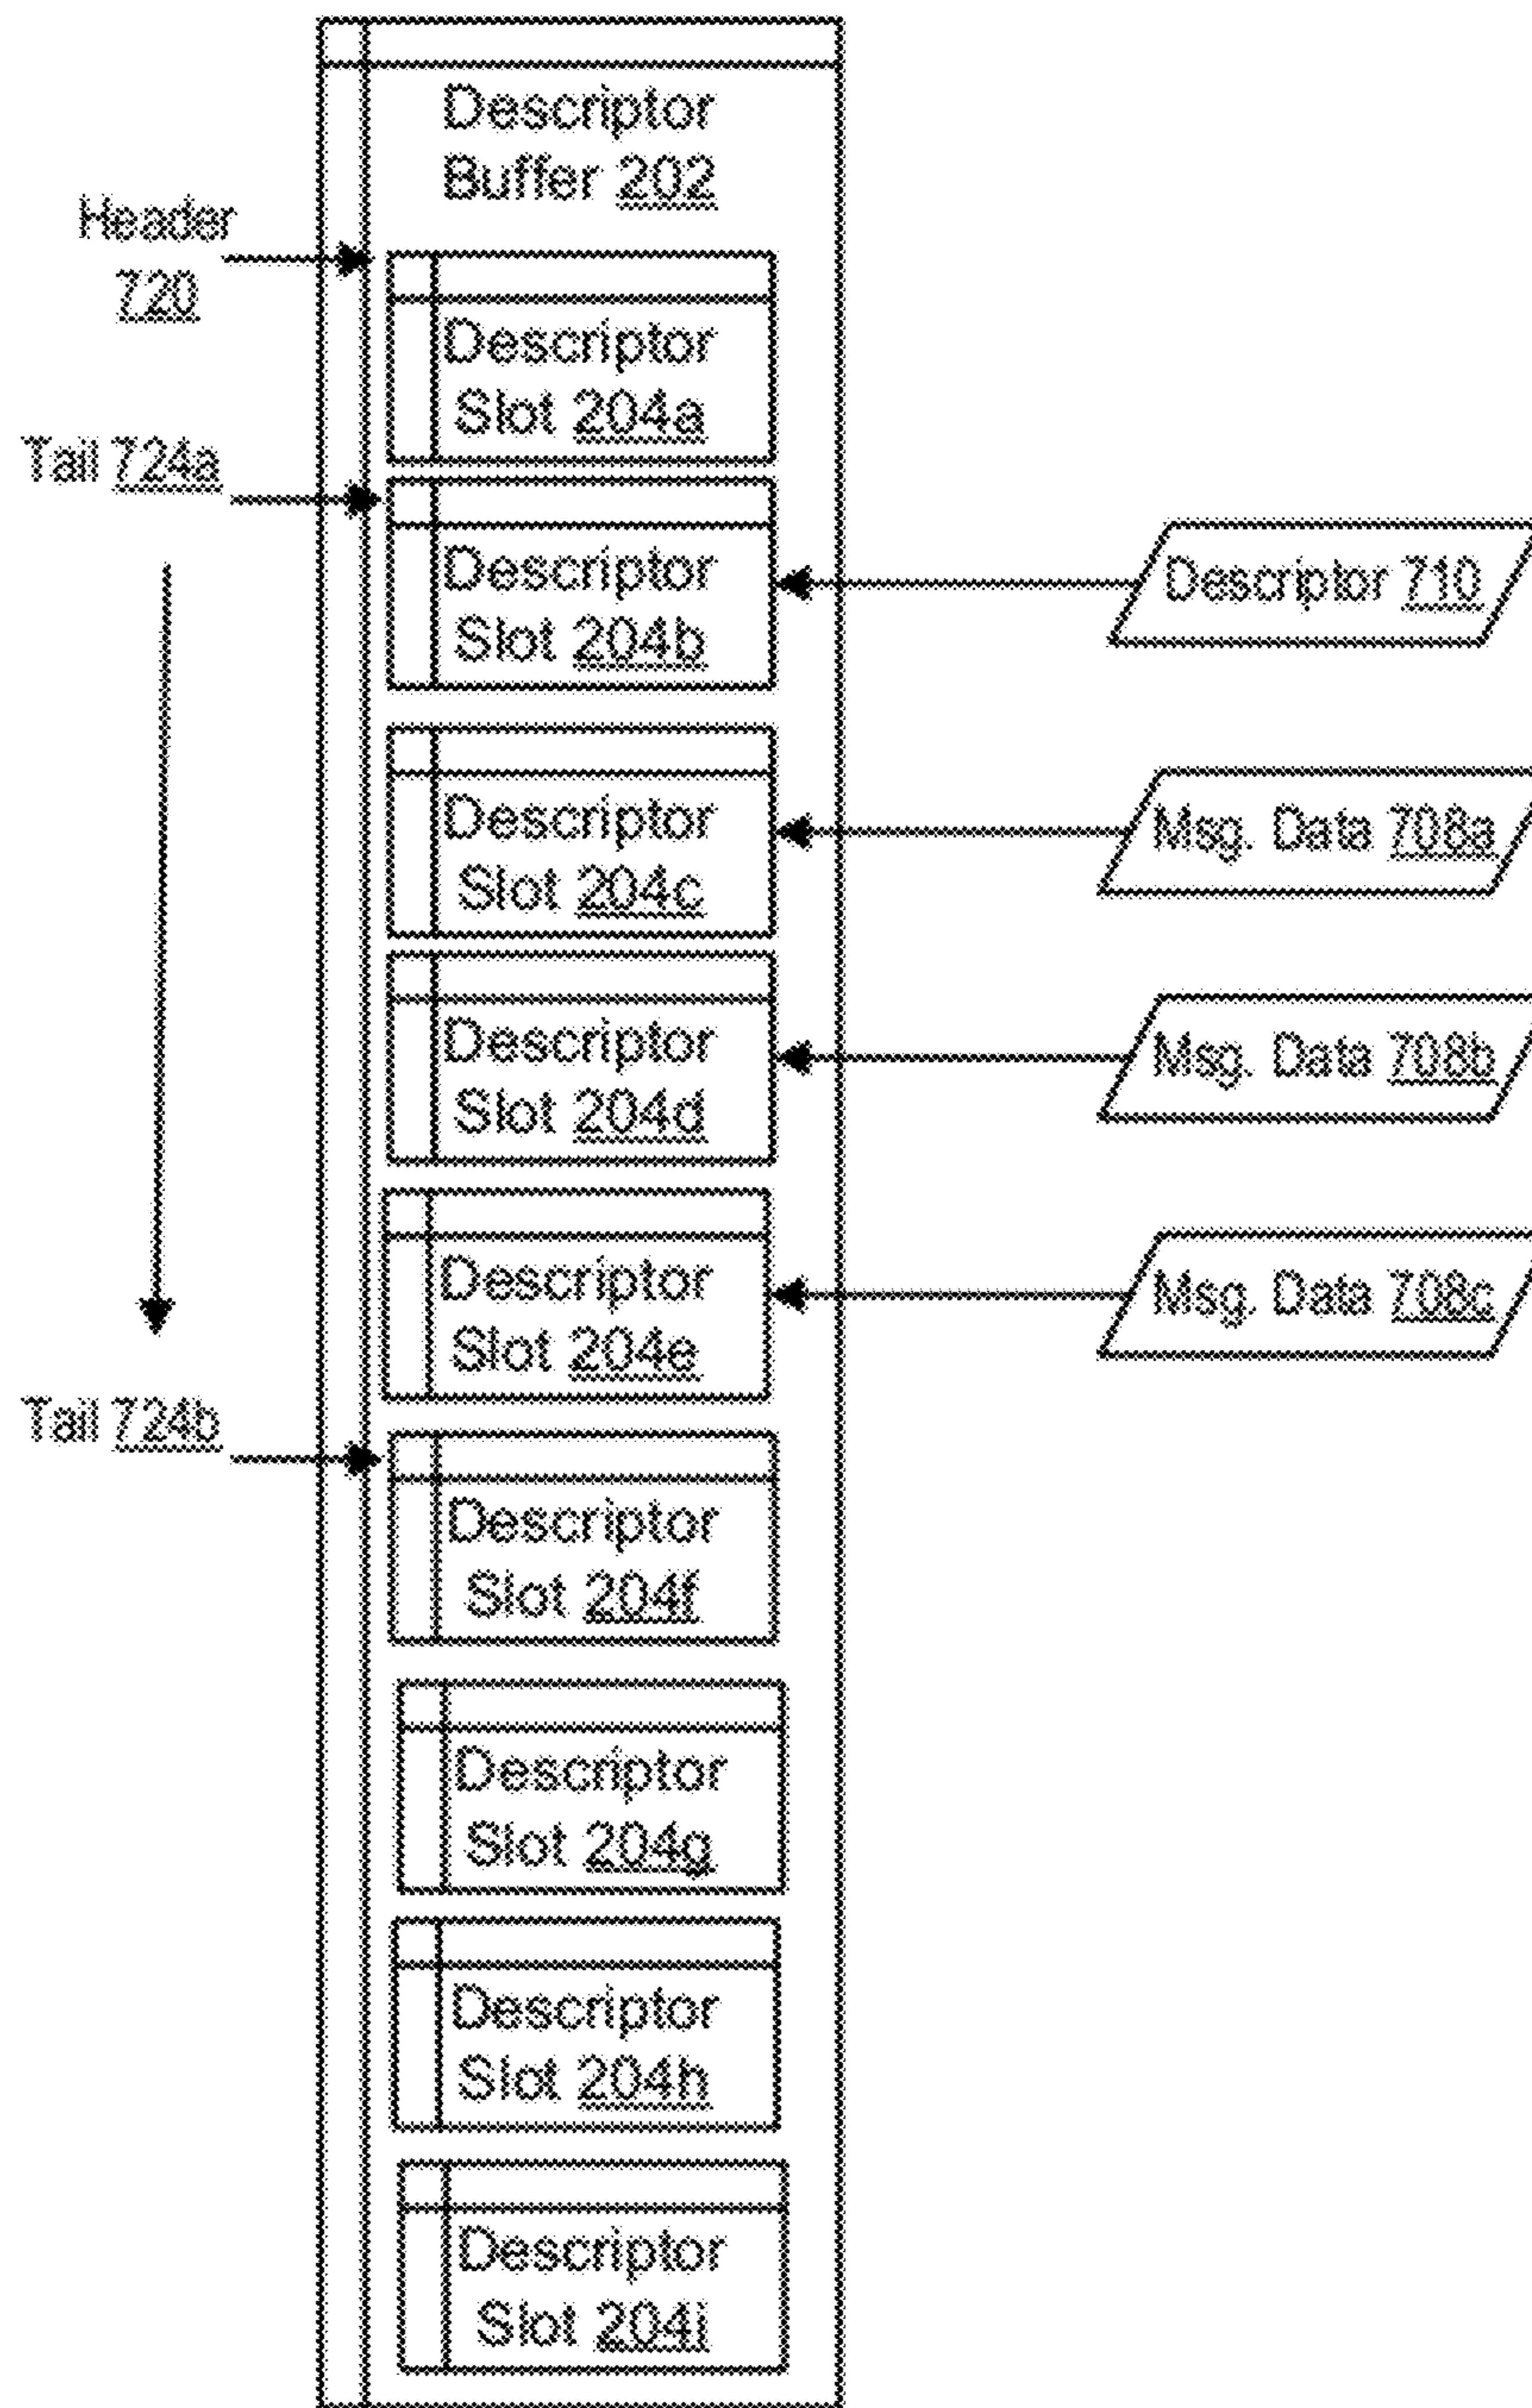 Descriptor
Buffer 202
Header
720
Descriptor
Slot 204a
Tail 724a
Descriptor
Slot 204b
Descriptor 710
Descriptor
Slot 204c
Msg. Data 708a
Descriptor
Slot 204d
Msg. Data 708b
Descriptor
Slot 204e
Msg. Data 708c
Tail 724b
Descriptor
Slot 204f
Descriptor
Slot 204g
Descriptor
Slot 204h
Descriptor
Slot 204i